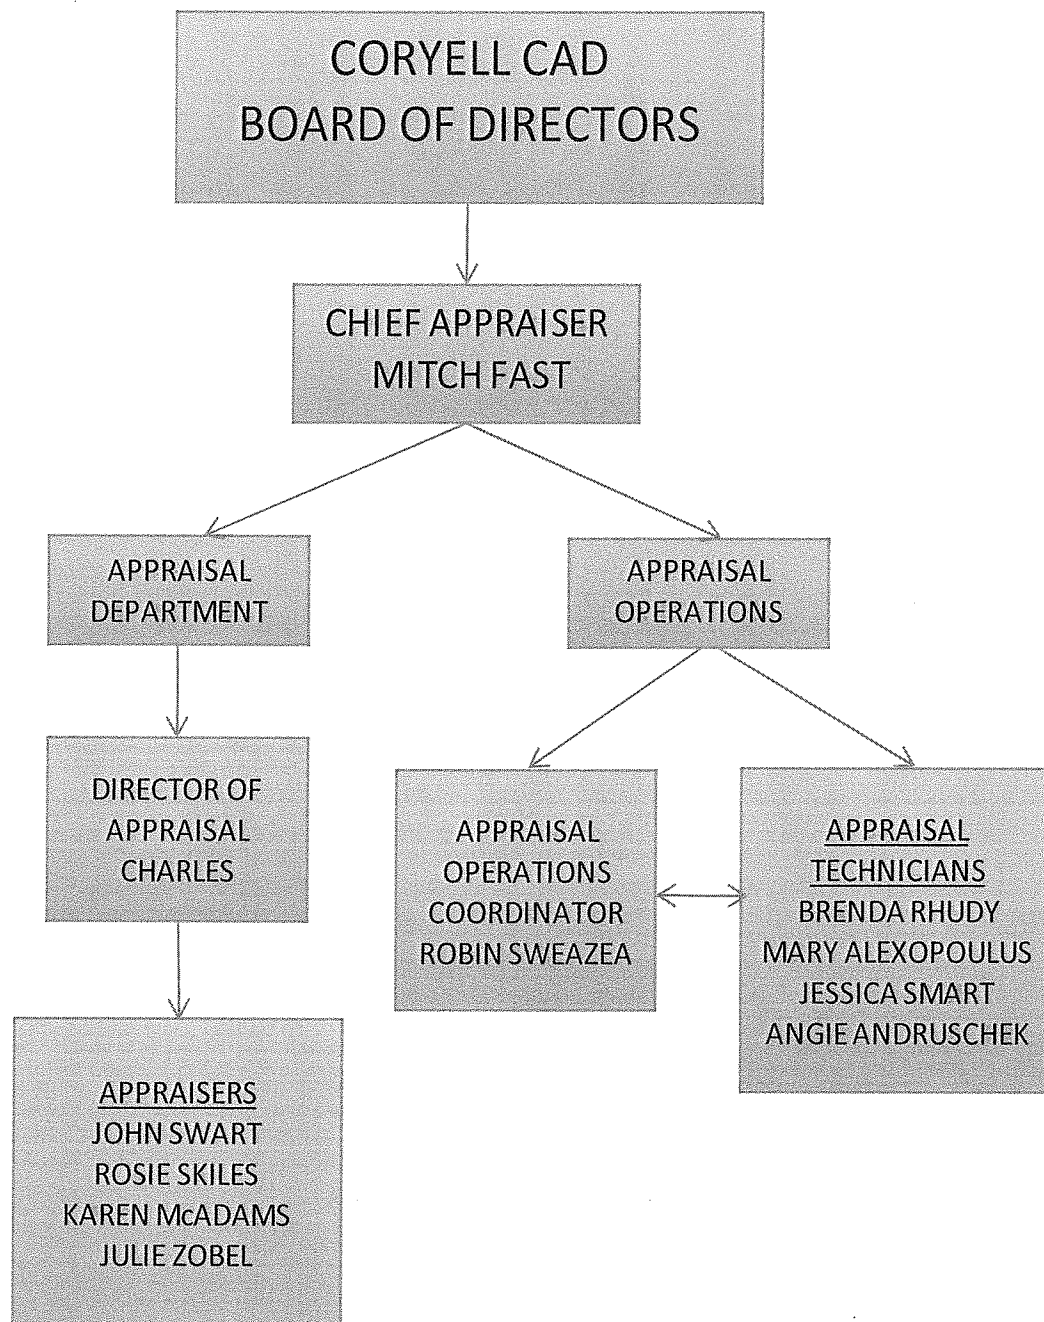 CORYELL CAD
BOARD OF DIRECTORS
CHIEF APPRAISER
MITCH FAST
APPRAISAL
DEPARTMENT
APPRAISAL
OPERATIONS
DIRECTOR OF
APPRAISAL
CHARLES
APPRAISAL
OPERATIONS
COORDINATOR
ROBIN SWEAZEA
APPRAISAL
TECHNICIANS
BRENDA RHUDY
MARY ALEXOPOULUS
JESSICA SMART
ANGIE ANDRUSCHEK
APPRAISERS
JOHN SWART
ROSIE SKILES
KAREN McADAMS
JULIE ZOBEL